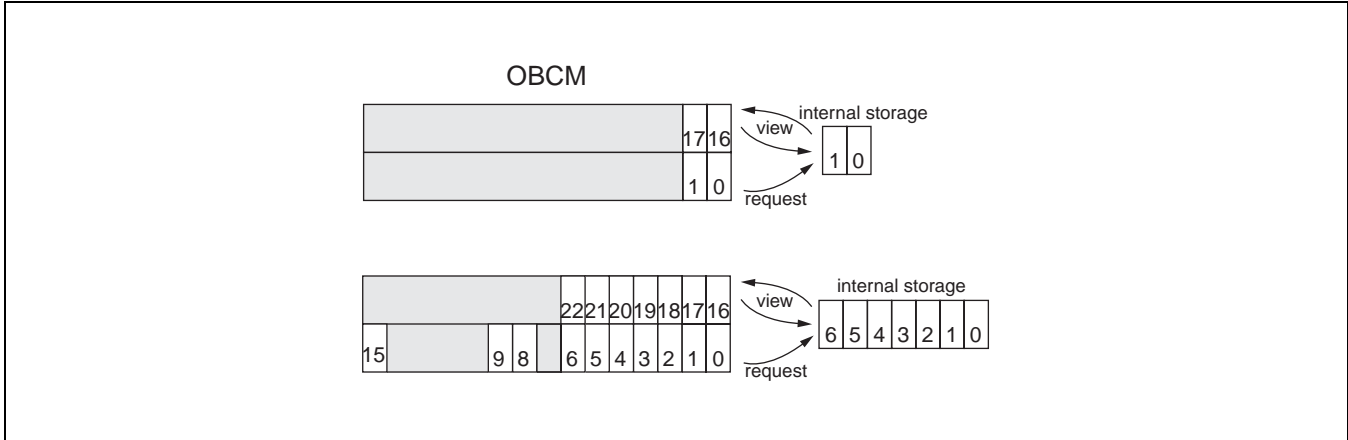 OBCM
internal storage
17 16
view
1 0
1 0
request
internal storage
22 21 20 19 18 17 16
view
6 5 4 3 2 1 0
15 9 8 6 5 4 3 2 1 0
request